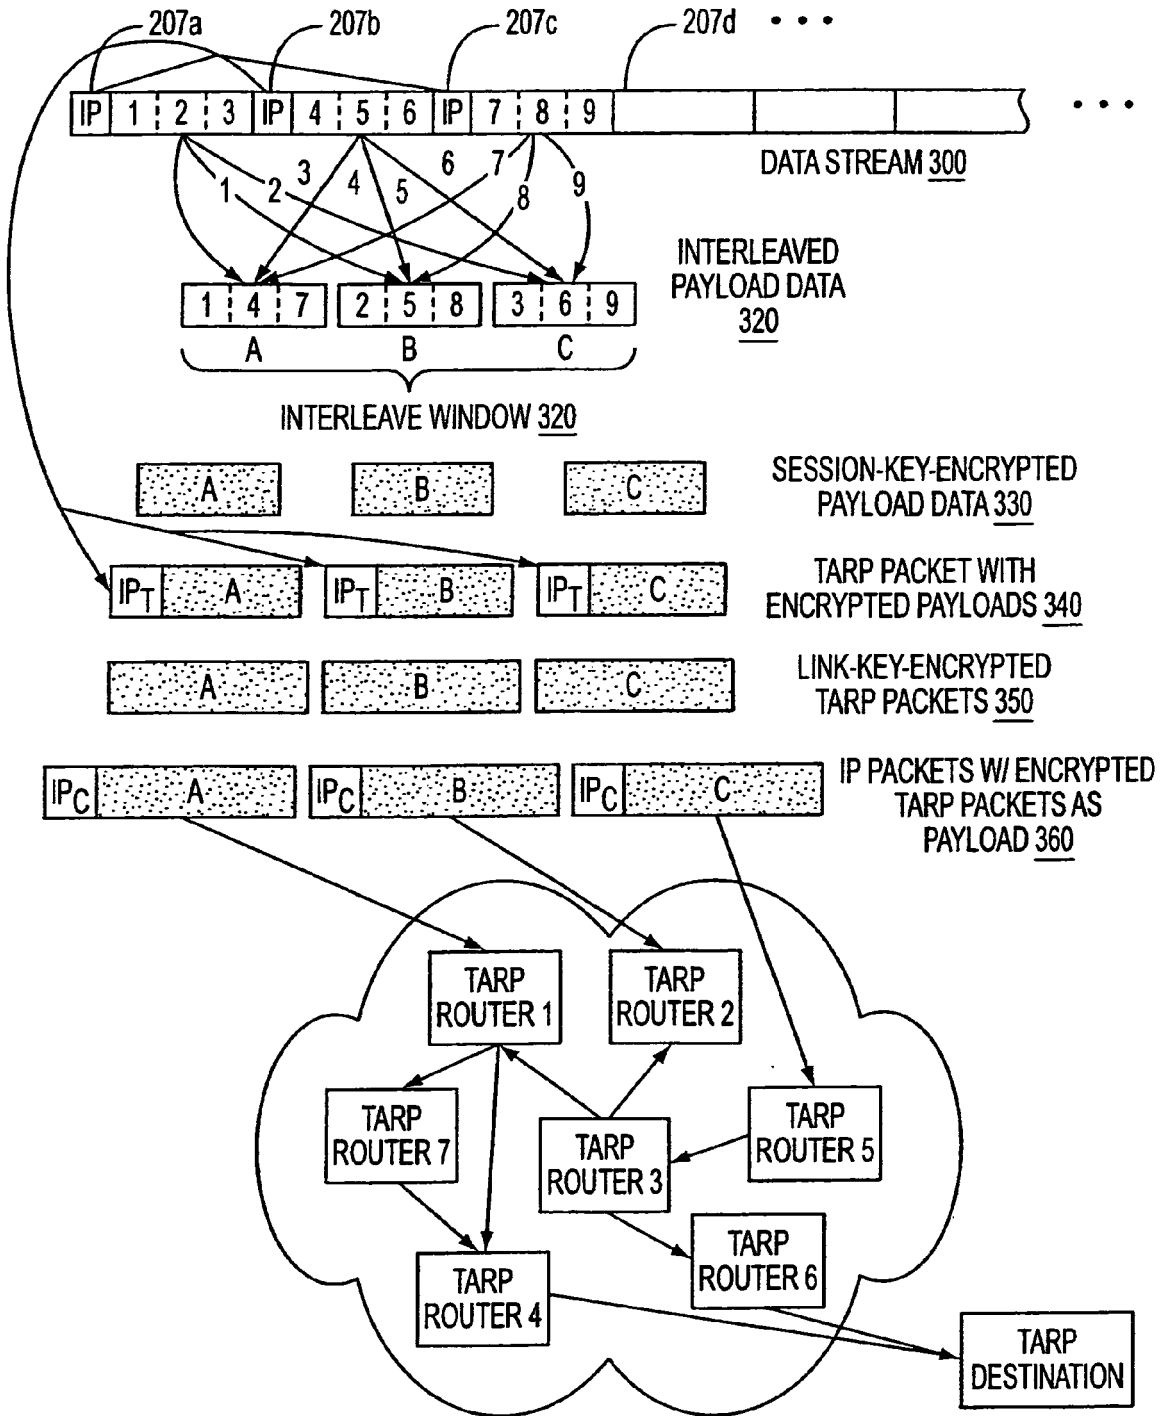 207a 207b 207c 207d • • •
IP 1 2 3 IP 4 5 6 IP 7 8 9 • • •
DATA STREAM 300
1 2 3 4 5 6 7 8 9
INTERLEAVED
PAYLOAD DATA
320
1 4 7 2 5 8 3 6 9
A B C
INTERLEAVE WINDOW 320
A B C
SESSION-KEY-ENCRYPTED
PAYLOAD DATA 330
IPT A IPT B IPT C
TARP PACKET WITH
ENCRYPTED PAYLOADS 340
A B C
LINK-KEY-ENCRYPTED
TARP PACKETS 350
IPC A IPC B IPC C
IP PACKETS W/ ENCRYPTED
TARP PACKETS AS
PAYLOAD 360
TARP
ROUTER 1
TARP
ROUTER 2
TARP
ROUTER 7
TARP
ROUTER 3
TARP
ROUTER 5
TARP
ROUTER 4
TARP
ROUTER 6
TARP
DESTINATION